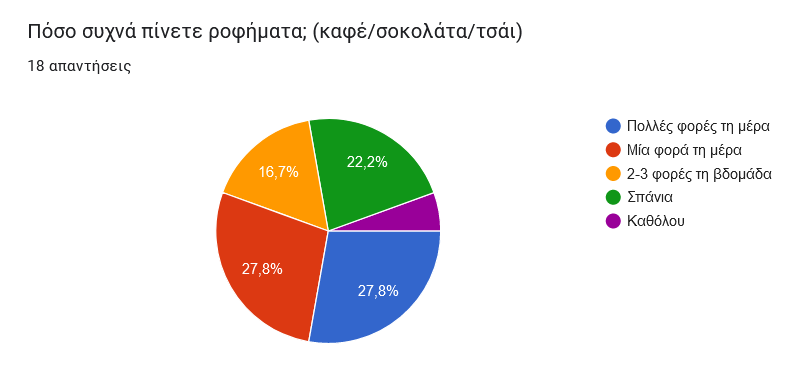 Πόσο συχνά πίνετε ροφήματα; (καφέ/σοκολάτα/τσάι)
18 απαντήσεις
Πολλές φορές τη μέρα
Μία φορά τη μέρα
2-3 φορές τη βδομάδα
Σπάνια
Καθόλου
22,2%
16,7%
27,8%
27,8%